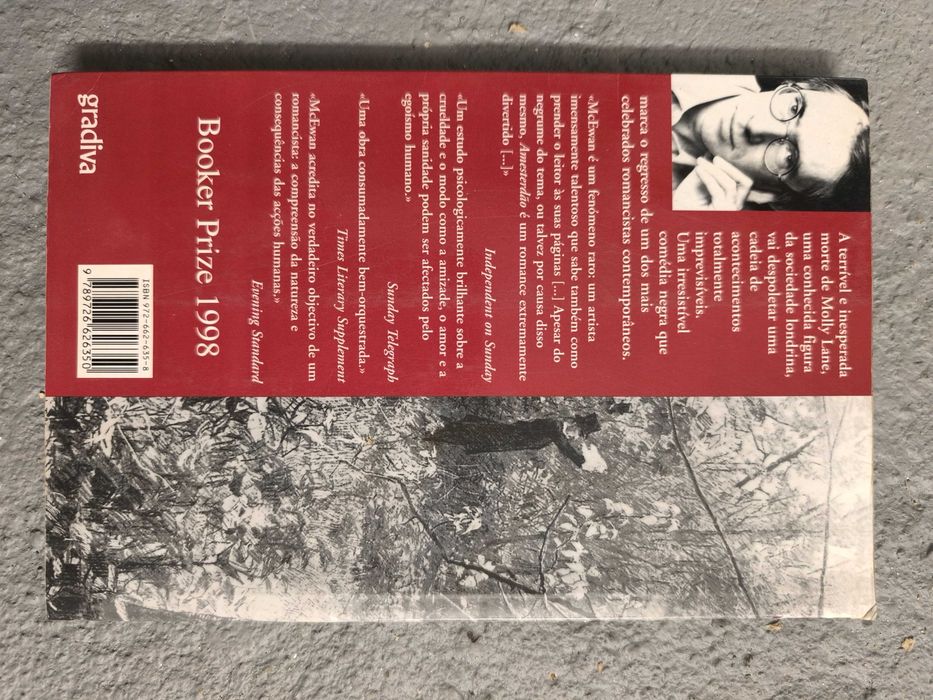 A terrível e inesperada
morte de Molly Lane,
uma conhecida figura
da sociedade londrina,
vai despoletar uma
cadeia de
acontecimentos
totalmente
imprevisíveis.
Uma irresistível
comédia negra que
marca o regresso de um dos mais
celebrados romancistas contemporâneos.
«McEwan é um fenómeno raro: um artista
imensamente talentoso que sabe também como
prender o leitor às suas páginas [...] Apesar do
negrume do tema, ou talvez por causa disso
mesmo, Amesterdão é um romance extremamente
divertido [...]»
Independent on Sunday
«Um estudo psicologicamente brilhante sobre a
crueldade e o modo como a amizade, o amor e a
própria sanidade podem ser afectados pelo
egoísmo humano.»
Sunday Telegraph
«Uma obra consumadamente bem-orquestrada.»
Times Literary Supplement
«McEwan acredita no verdadeiro objectivo de um
romancista: a compreensão da natureza e
consequências das acções humanas.»
Evening Standard
Booker Prize 1998
gradiva
ISBN 972-662-635-8
9 789726 626350